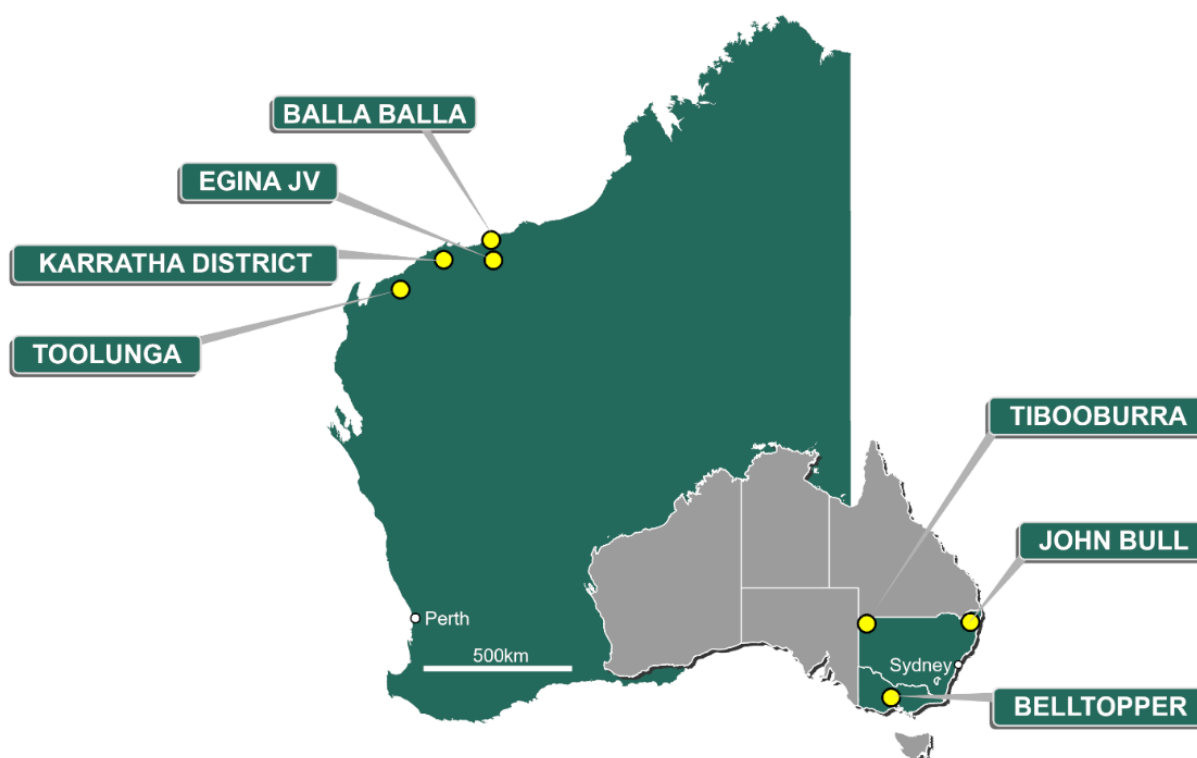 BALLA BALLA
EGINA JV
KARRATHA DISTRICT
TOOLUNGA
TIBOOBURRA
JOHN BULL
Perth
500km
Sydney
BELLTOPPER